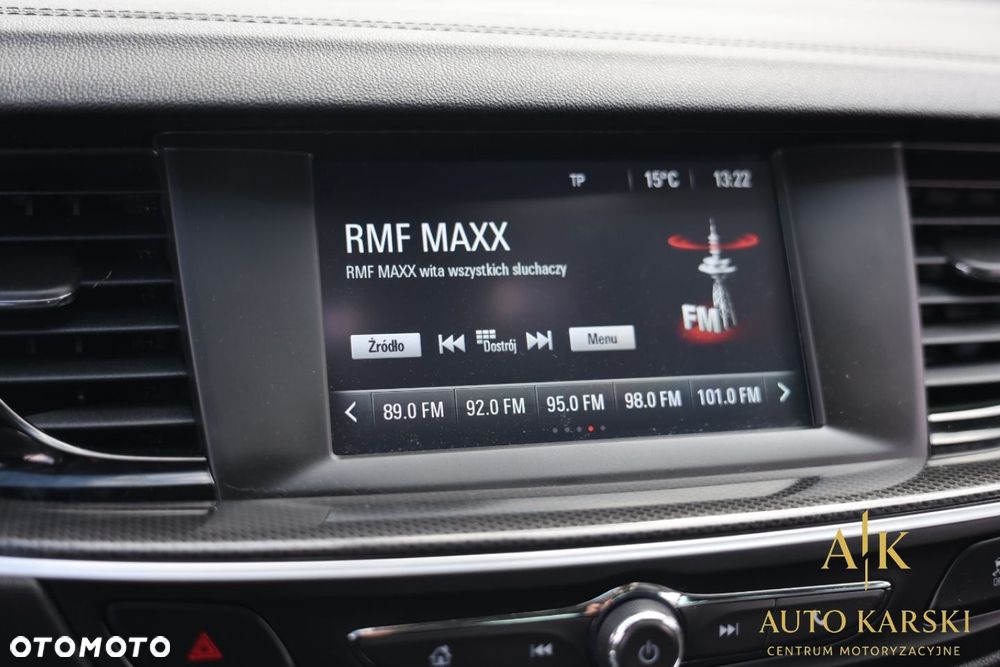 TP 15°C 13:22
RMF MAXX
RMF MAXX wita wszystkich sluchaczy
FM
Źródło Dostrój Menu
89.0 FM 92.0 FM 95.0 FM 98.0 FM 101.0 FM
AK
AUTO KARSKI
CENTRUM MOTORYZACYJNE
OTOMOTO